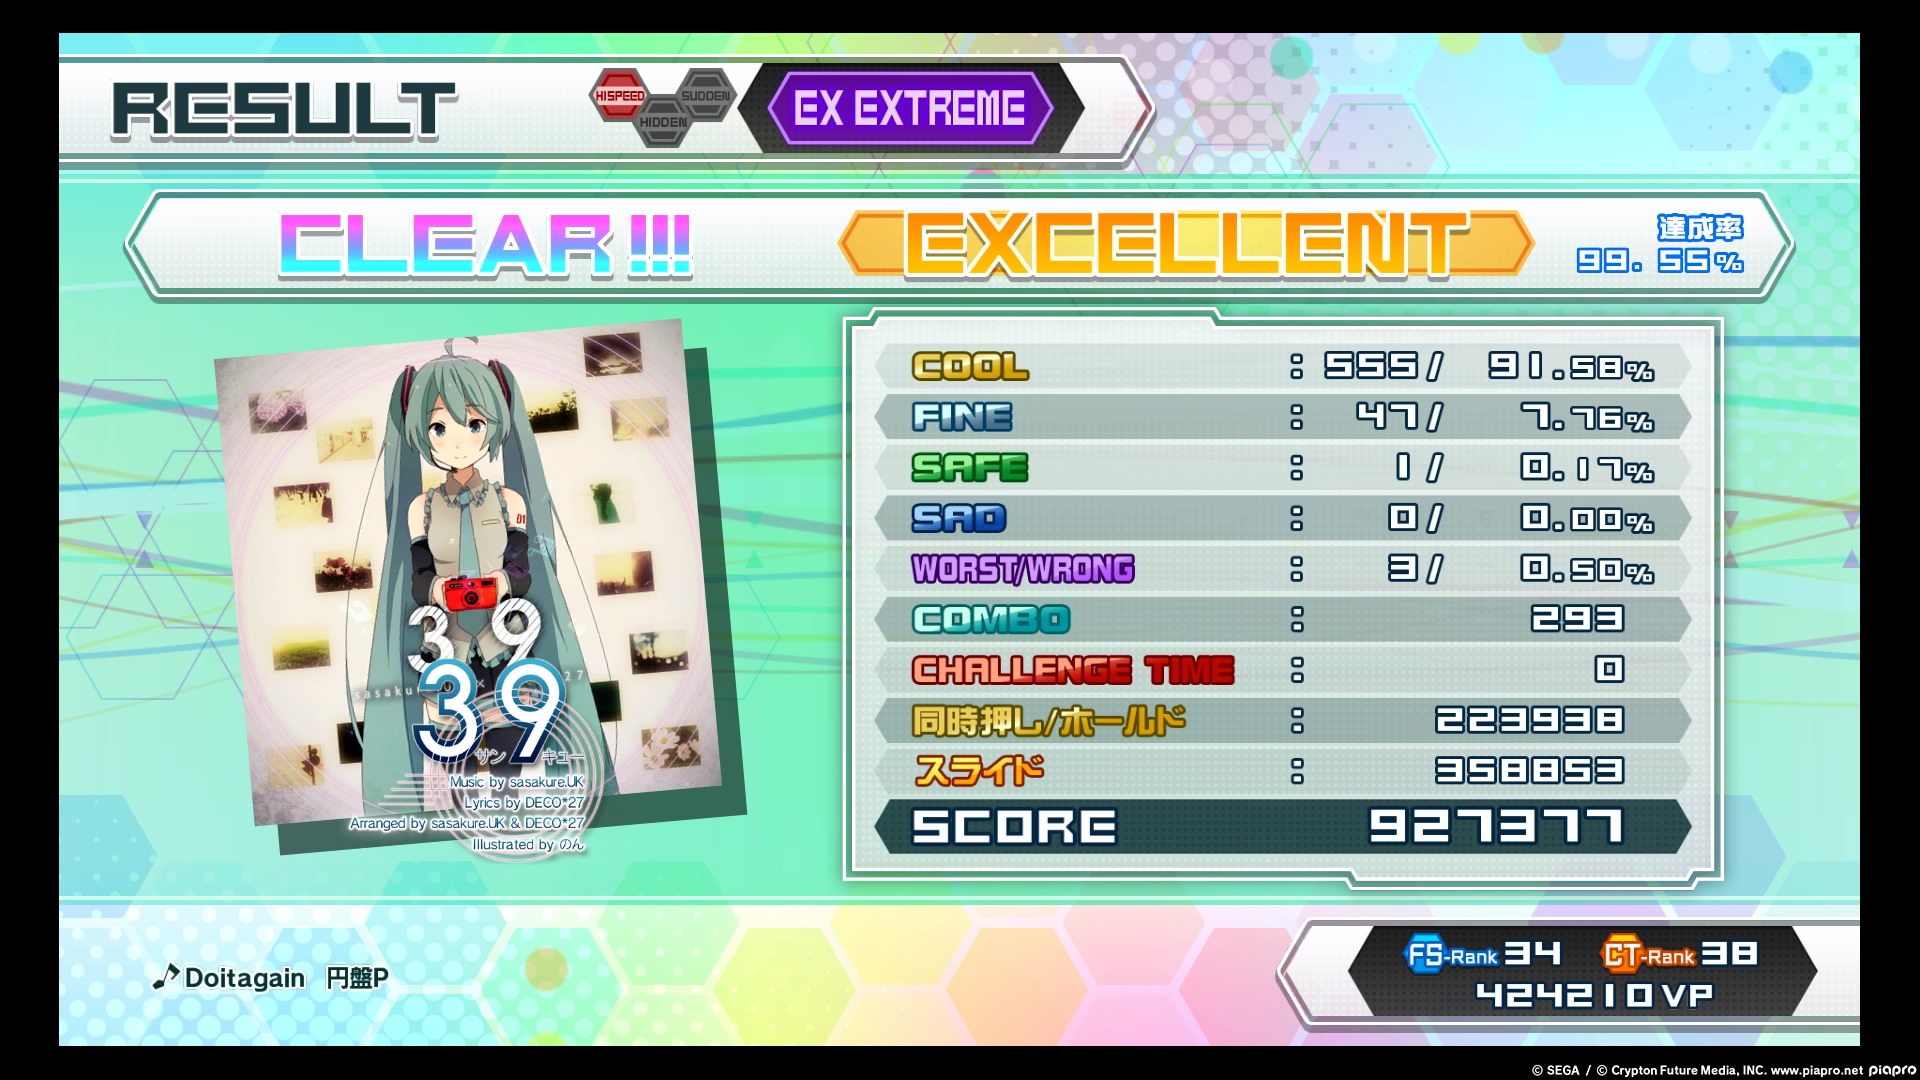 RESULT
HISPEED
HIDDEN
SUDDEN
EX EXTREME
CLEAR!!!
EXCELLENT
達成率
99.55%
COOL : 555/ 91.58%
FINE : 47/ 7.76%
SAFE : 1/ 0.17%
SAD : 0/ 0.00%
WORST/WRONG : 3/ 0.50%
COMBO : 293
CHALLENGE TIME : 0
同時押し/ホールド : 223938
スライド : 358853
SCORE 927377
01
39
39
サンキュー
Music by sasakure.UK
Lyrics by DECO*27
Arranged by sasakure.UK & DECO*27
Illustrated by のん
Doitagain 円盤P
FS-Rank 34 CT-Rank 38
424210VP
© SEGA / © Crypton Future Media, INC. www.piapro.net piapro